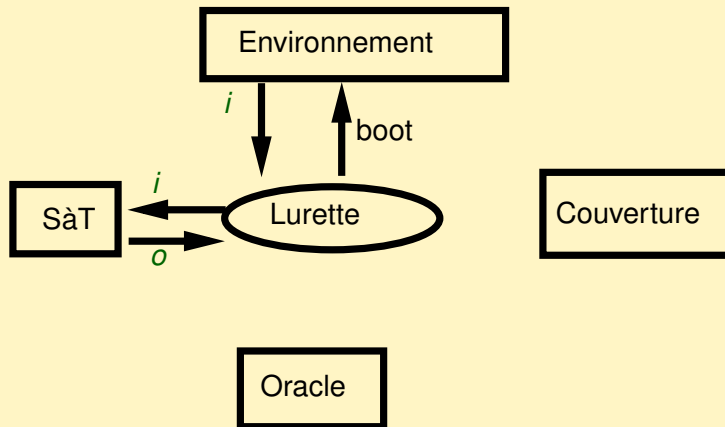 Environnement
i
boot
i
SàT
Lurette
Couverture
o
Oracle